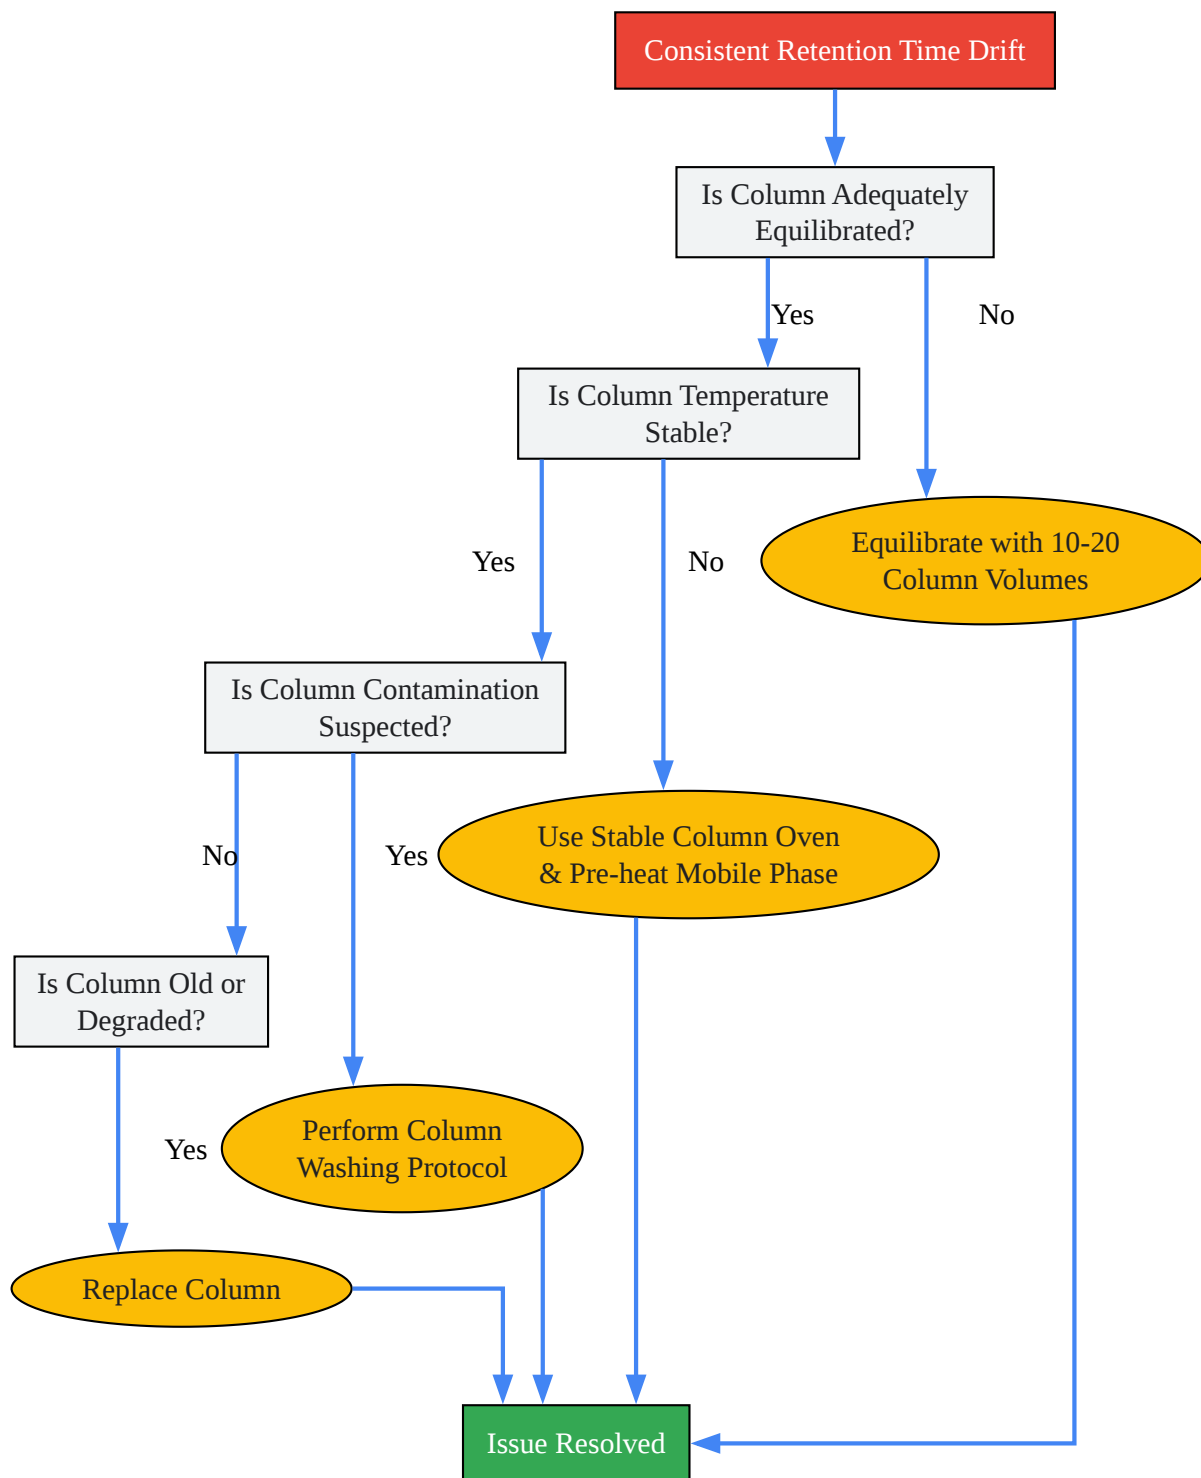 Consistent Retention Time Drift
Is Column Adequately
Equilibrated?
Yes
No
Is Column Temperature
Stable?
Equilibrate with 10-20
Column Volumes
Yes
No
Is Column Contamination
Suspected?
Use Stable Column Oven
& Pre-heat Mobile Phase
No
Yes
Is Column Old or
Degraded?
Perform Column
Washing Protocol
Yes
Replace Column
Issue Resolved